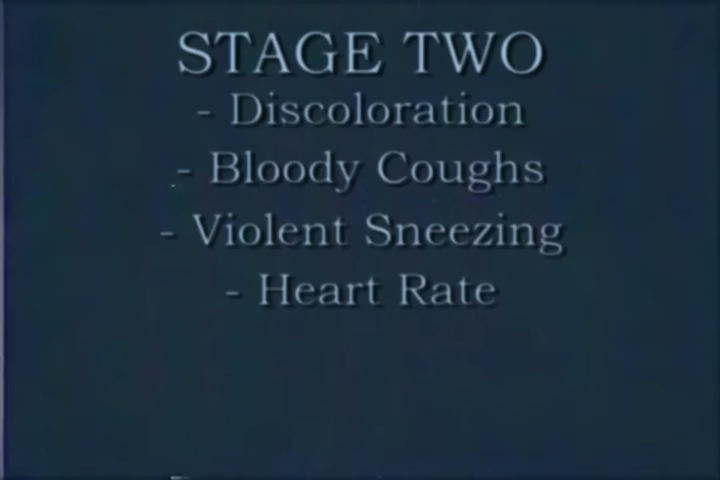 STAGE TWO
- Discoloration
- Bloody Coughs
- Violent Sneezing
- Heart Rate